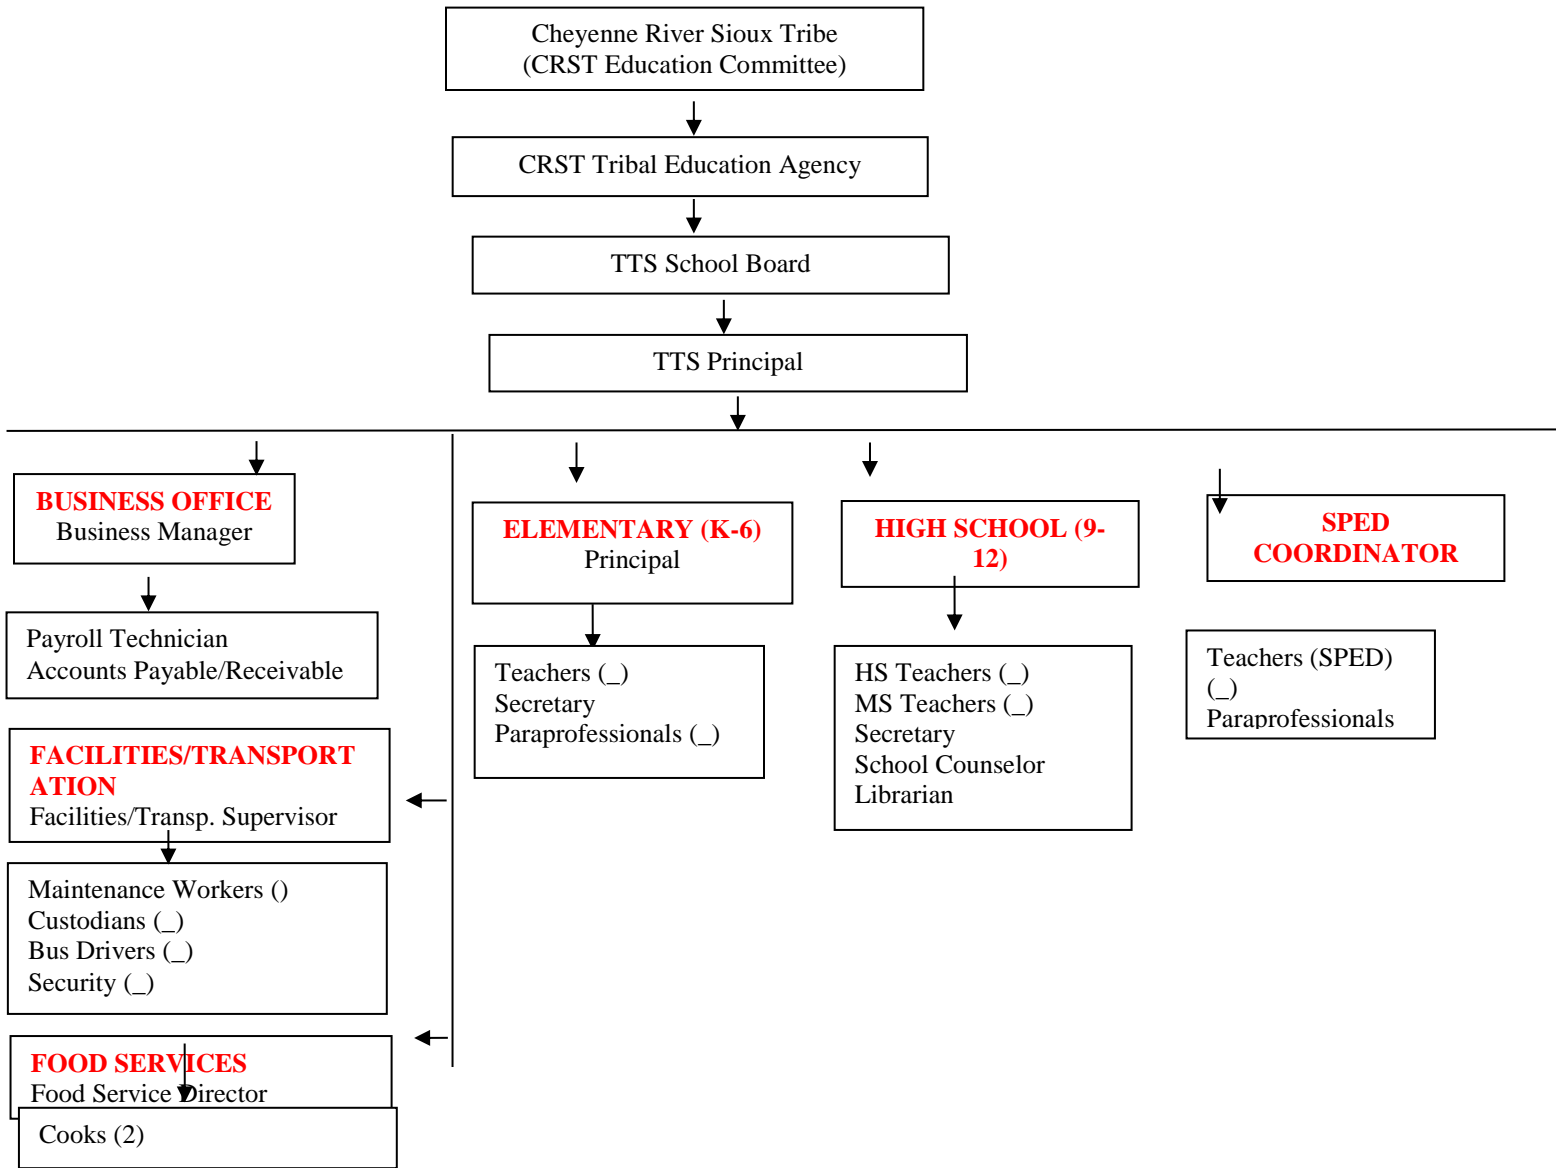 Cheyenne River Sioux Tribe
(CRST Education Committee)
CRST Tribal Education Agency
TTS School Board
TTS Principal
BUSINESS OFFICE
Business Manager
Payroll Technician
Accounts Payable/Receivable
FACILITIES/TRANSPORT
ATION
Facilities/Transp. Supervisor
Maintenance Workers ()
Custodians (_)
Bus Drivers (_)
Security (_)
FOOD SERVICES
Food Service Director
Cooks (2)
ELEMENTARY (K-6)
Principal
Teachers (_)
Secretary
Paraprofessionals (_)
HIGH SCHOOL (9-
12)
HS Teachers (_)
MS Teachers (_)
Secretary
School Counselor
Librarian
SPED
COORDINATOR
Teachers (SPED)
(_)
Paraprofessionals